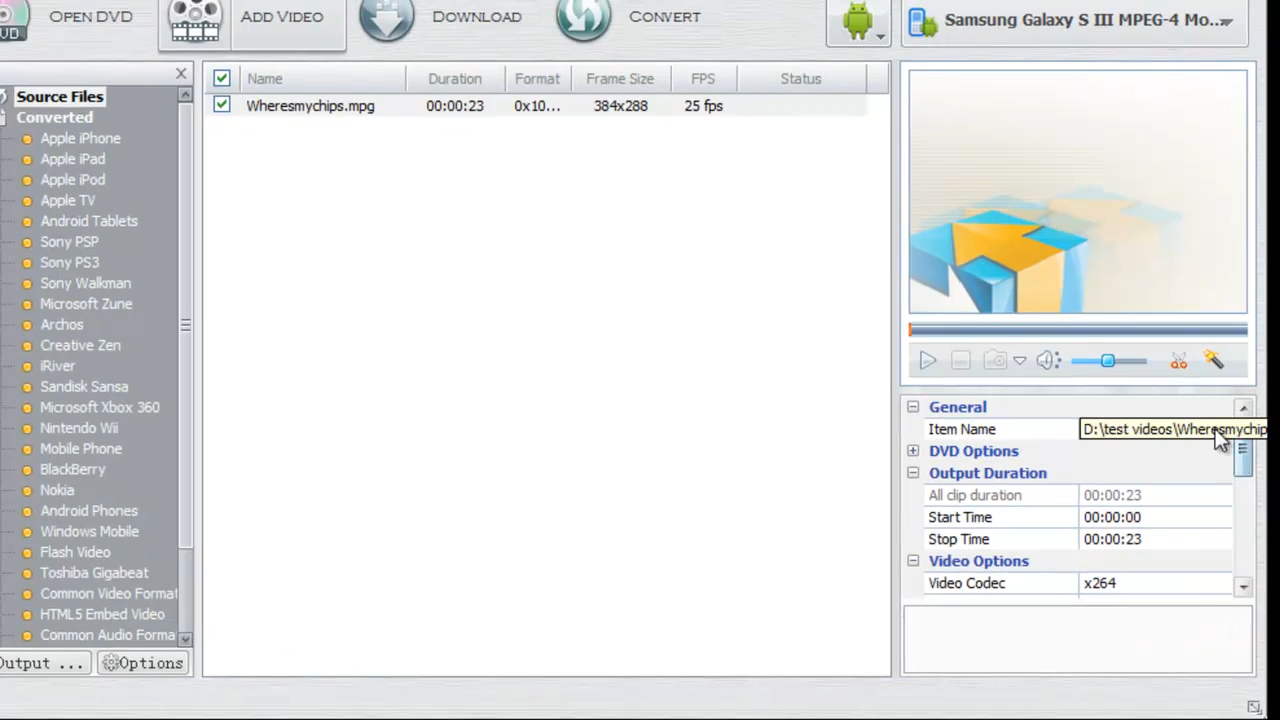 OPEN DVD
ADD VIDEO
DOWNLOAD
CONVERT
Samsung Galaxy S III MPEG-4 Mo...
Source Files
Converted
Apple iPhone
Apple iPad
Apple iPod
Apple TV
Android Tablets
Sony PSP
Sony PS3
Sony Walkman
Microsoft Zune
Archos
Creative Zen
iRiver
Sandisk Sansa
Microsoft Xbox 360
Nintendo Wii
Mobile Phone
BlackBerry
Nokia
Android Phones
Windows Mobile
Flash Video
Toshiba Gigabeat
Common Video Format
HTML5 Embed Video
Common Audio Forma
Output ...
Options
Name Duration Format Frame Size FPS Status
Wheresmychips.mpg 00:00:23 0x10... 384x288 25 fps
General
Item Name D:\test videos\Wheresmychip
DVD Options
Output Duration
All clip duration 00:00:23
Start Time 00:00:00
Stop Time 00:00:23
Video Options
Video Codec x264